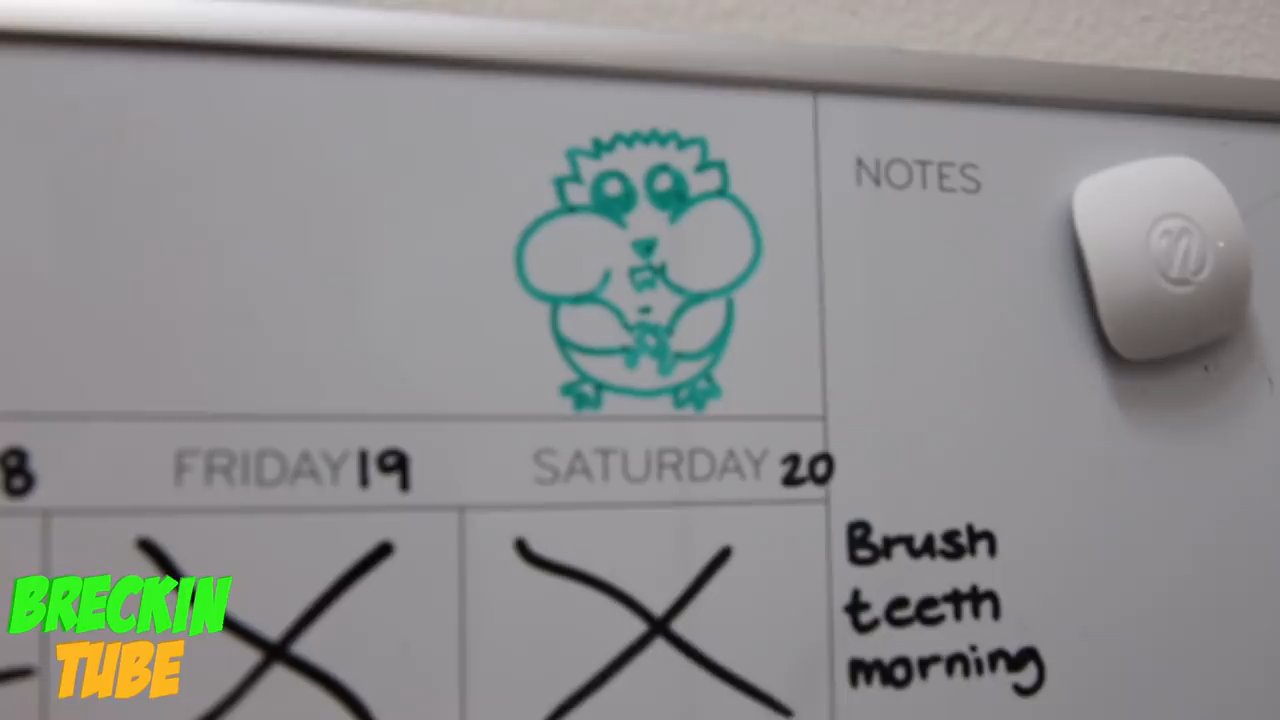 NOTES
8 FRIDAY 19 SATURDAY 20
Brush
teeth
morning
BRECKIN
TUBE